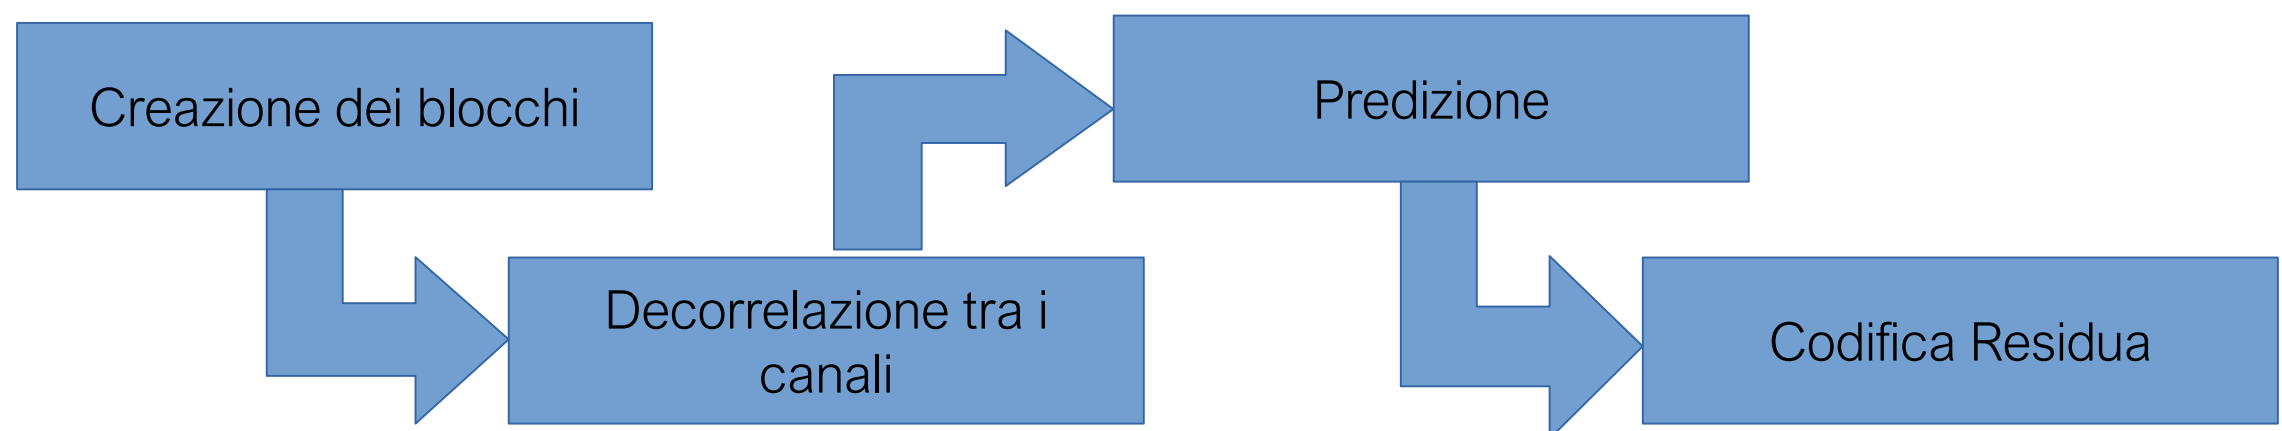 Creazione dei blocchi
Decorrelazione tra i
canali
Predizione
Codifica Residua